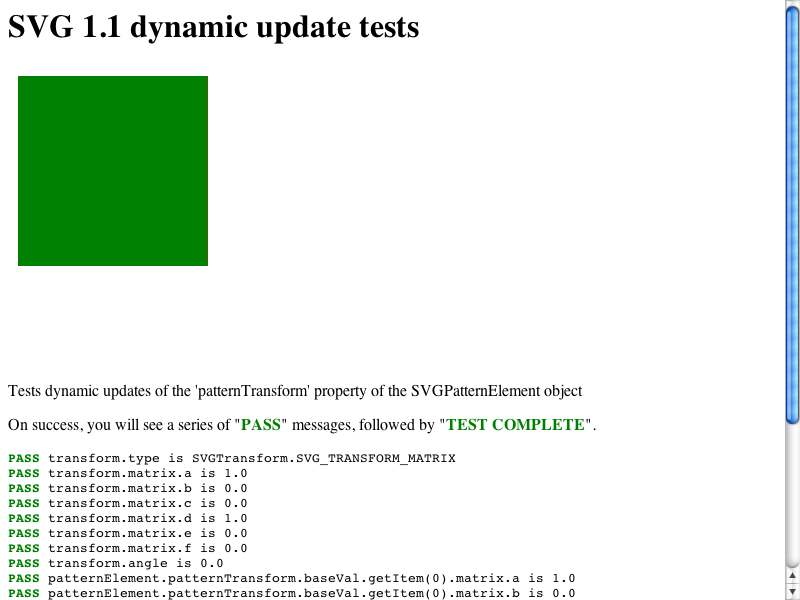 SVG 1.1 dynamic update tests
Tests dynamic updates of the 'patternTransform' property of the SVGPatternElement object
On success, you will see a series of "PASS" messages, followed by "TEST COMPLETE".
PASS transform.type is SVGTransform.SVG_TRANSFORM_MATRIX
PASS transform.matrix.a is 1.0
PASS transform.matrix.b is 0.0
PASS transform.matrix.c is 0.0
PASS transform.matrix.d is 1.0
PASS transform.matrix.e is 0.0
PASS transform.matrix.f is 0.0
PASS transform.angle is 0.0
PASS patternElement.patternTransform.baseVal.getItem(0).matrix.a is 1.0
PASS patternElement.patternTransform.baseVal.getItem(0).matrix.b is 0.0